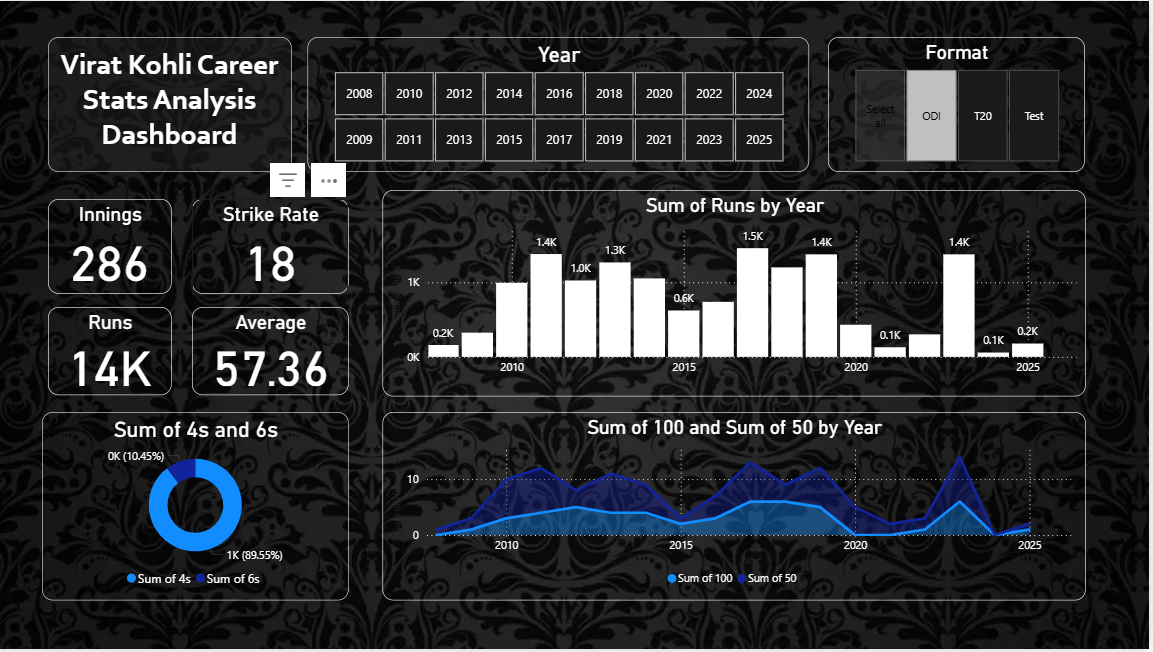 Virat Kohli Career
Stats Analysis
Dashboard
Year
2008 2010 2012 2014 2016 2018 2020 2022 2024
2009 2011 2013 2015 2017 2019 2021 2023 2025
Format
Select
all
ODI T20 Test
Innings
286
Strike Rate
18
Runs
14K
Average
57.36
Sum of Runs by Year
1K
0K
0.2K
1.4K
1.0K
1.3K
0.6K
1.5K
1.4K
0.1K
1.4K
0.1K
0.2K
2010 2015 2020 2025
Sum of 4s and 6s
0K (10.45%)
1K (89.55%)
Sum of 4s Sum of 6s
Sum of 100 and Sum of 50 by Year
10
0
2010 2015 2020 2025
Sum of 100 Sum of 50